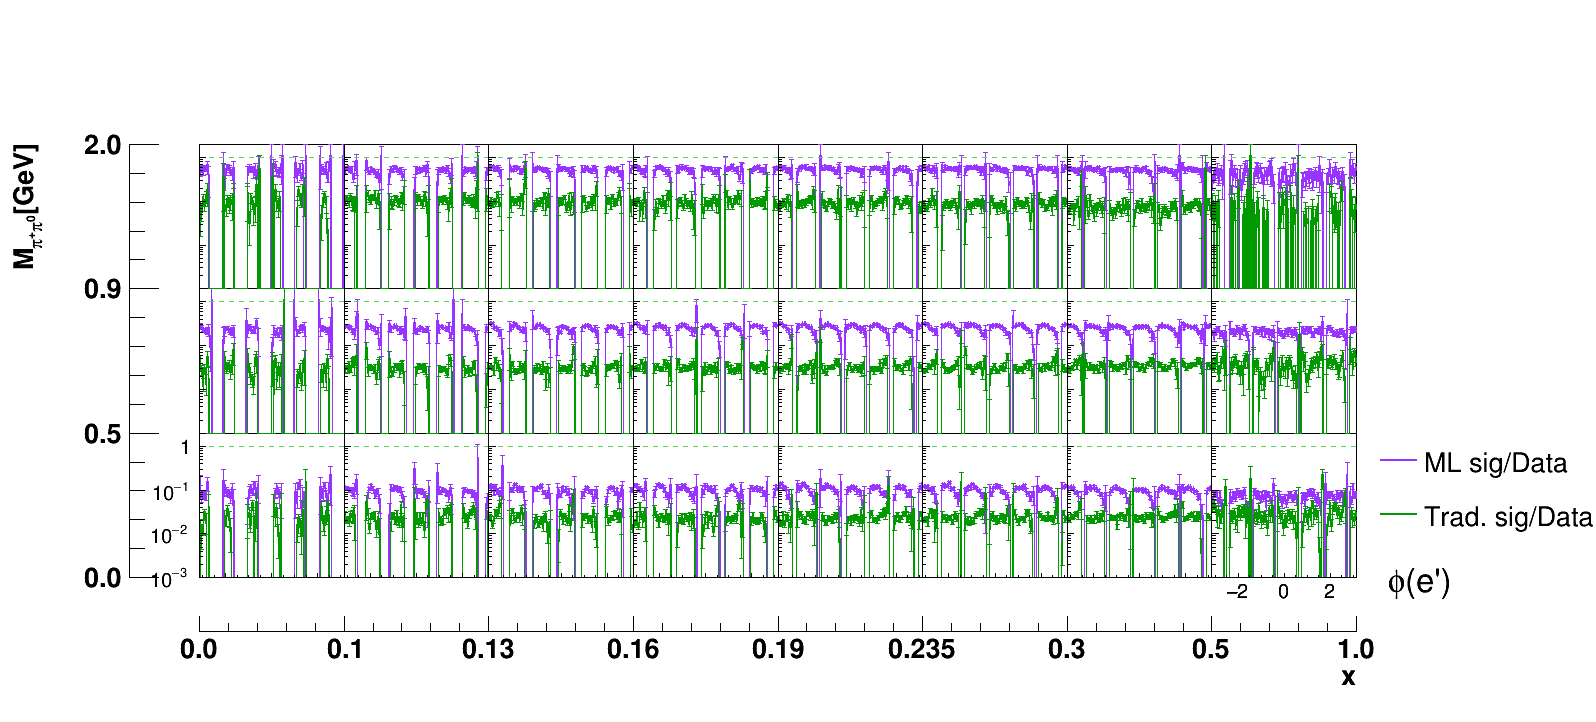 M π⁺π⁰ [GeV]
2.0
0.9
0.5
0.0
1
10⁻¹
10⁻²
10⁻³
ML sig/Data
Trad. sig/Data
−2 0 2
ϕ(e')
0.0 0.1 0.13 0.16 0.19 0.235 0.3 0.5 1.0
x